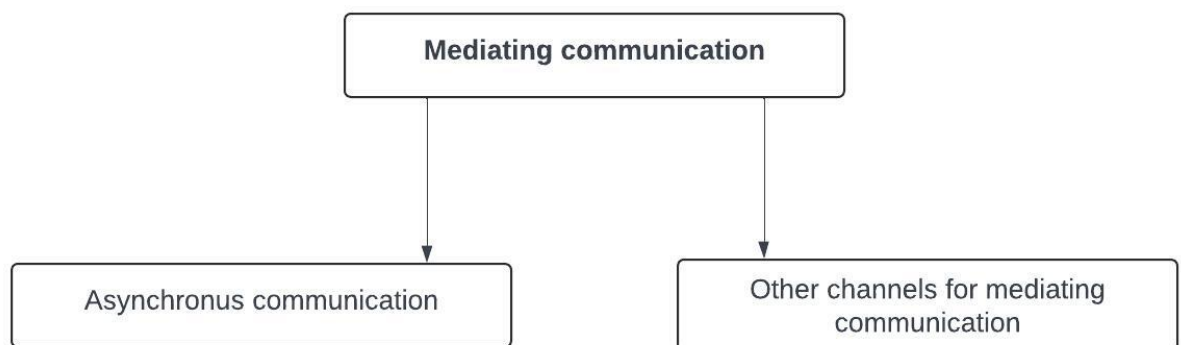 Mediating communication
Asynchronus communication
Other channels for mediating
communication